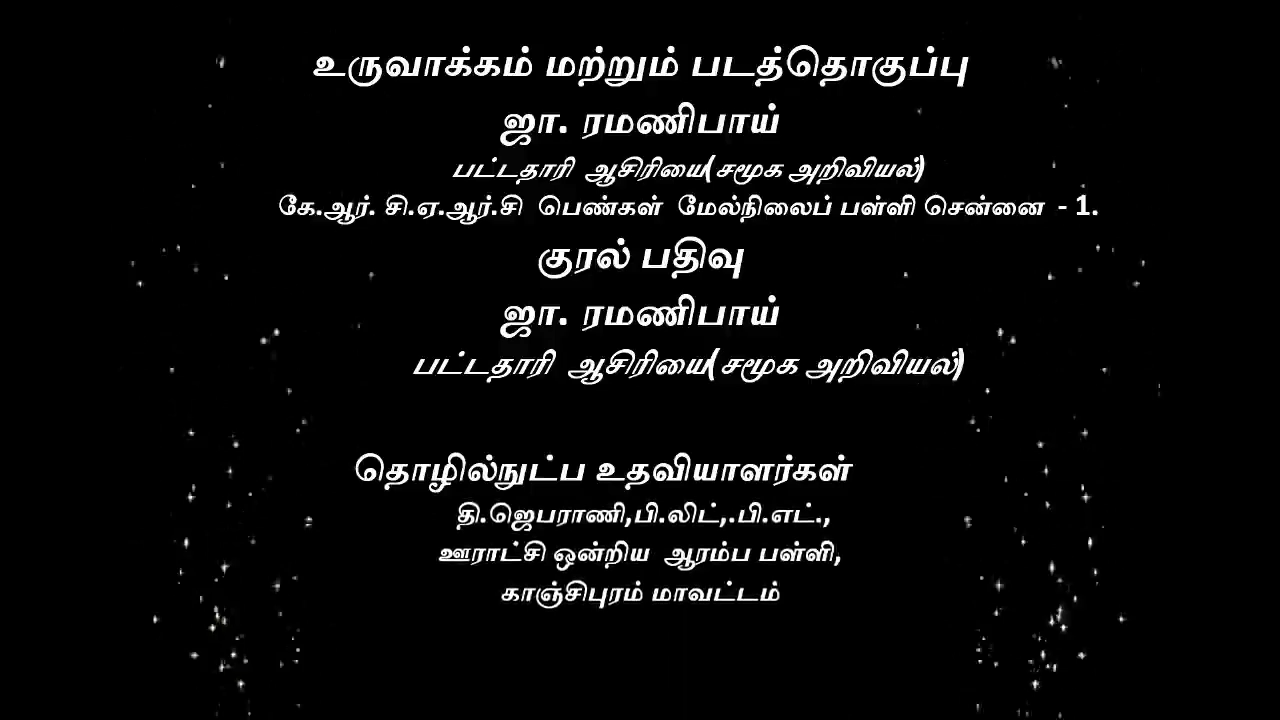 உருவாக்கம் மற்றும் படத்தொகுப்பு
ஜா. ரமணிபாய்
பட்டதாரி ஆசிரியை(சமூக அறிவியல்)
கே.ஆர். சி.ஏ.ஆர்.சி பெண்கள் மேல்நிலைப் பள்ளி சென்னை - 1.
குரல் பதிவு
ஜா. ரமணிபாய்
பட்டதாரி ஆசிரியை(சமூக அறிவியல்)
தொழில்நுட்ப உதவியாளர்கள்
தி.ஜெபராணி,பி.லிட்,.பி.எட்.,
ஊராட்சி ஒன்றிய ஆரம்ப பள்ளி,
காஞ்சிபுரம் மாவட்டம்